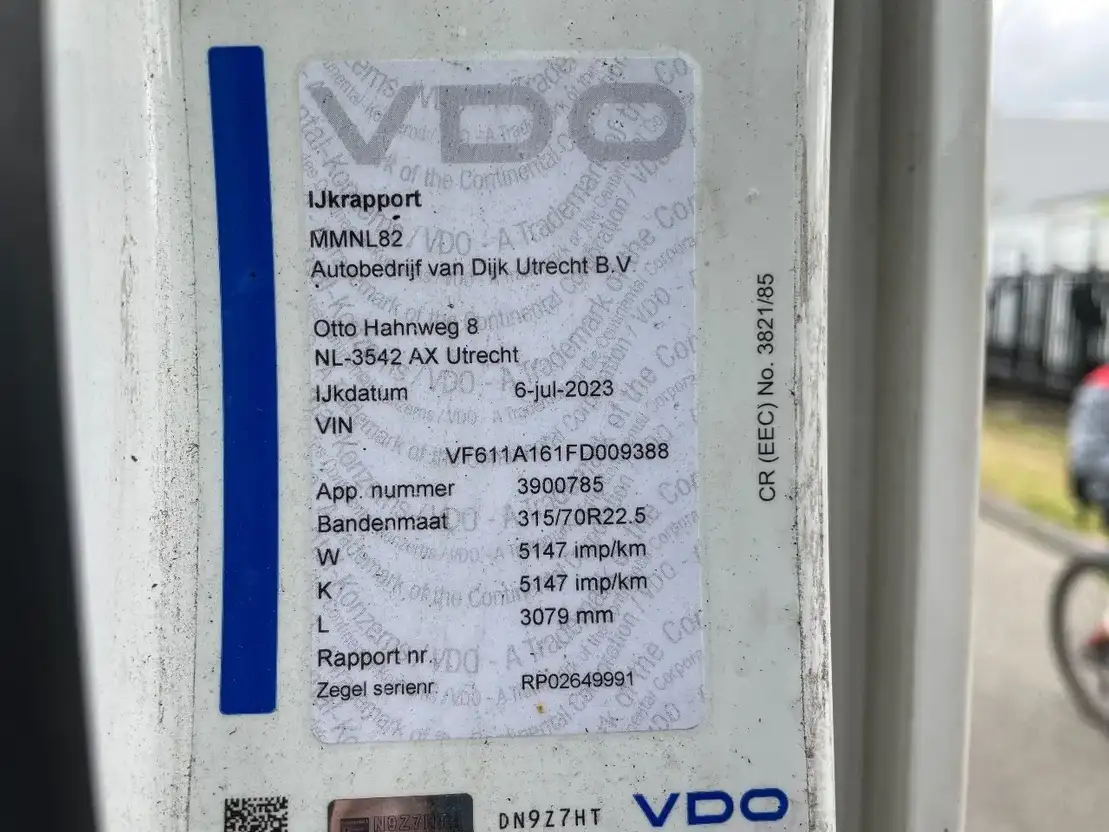 VDO
IJkrapport
MMNL82
Autobedrijf van Dijk Utrecht B.V.
Otto Hahnweg 8
NL-3542 AX Utrecht
IJkdatum 6-jul-2023
VIN
VF611A161FD009388
App. nummer 3900785
Bandenmaat 315/70R22.5
W 5147 imp/km
K 5147 imp/km
L 3079 mm
Rapport nr.
Zegel serienr. RP02649991
CR (EEC) No. 3821/85
DN9Z7HT
VDO